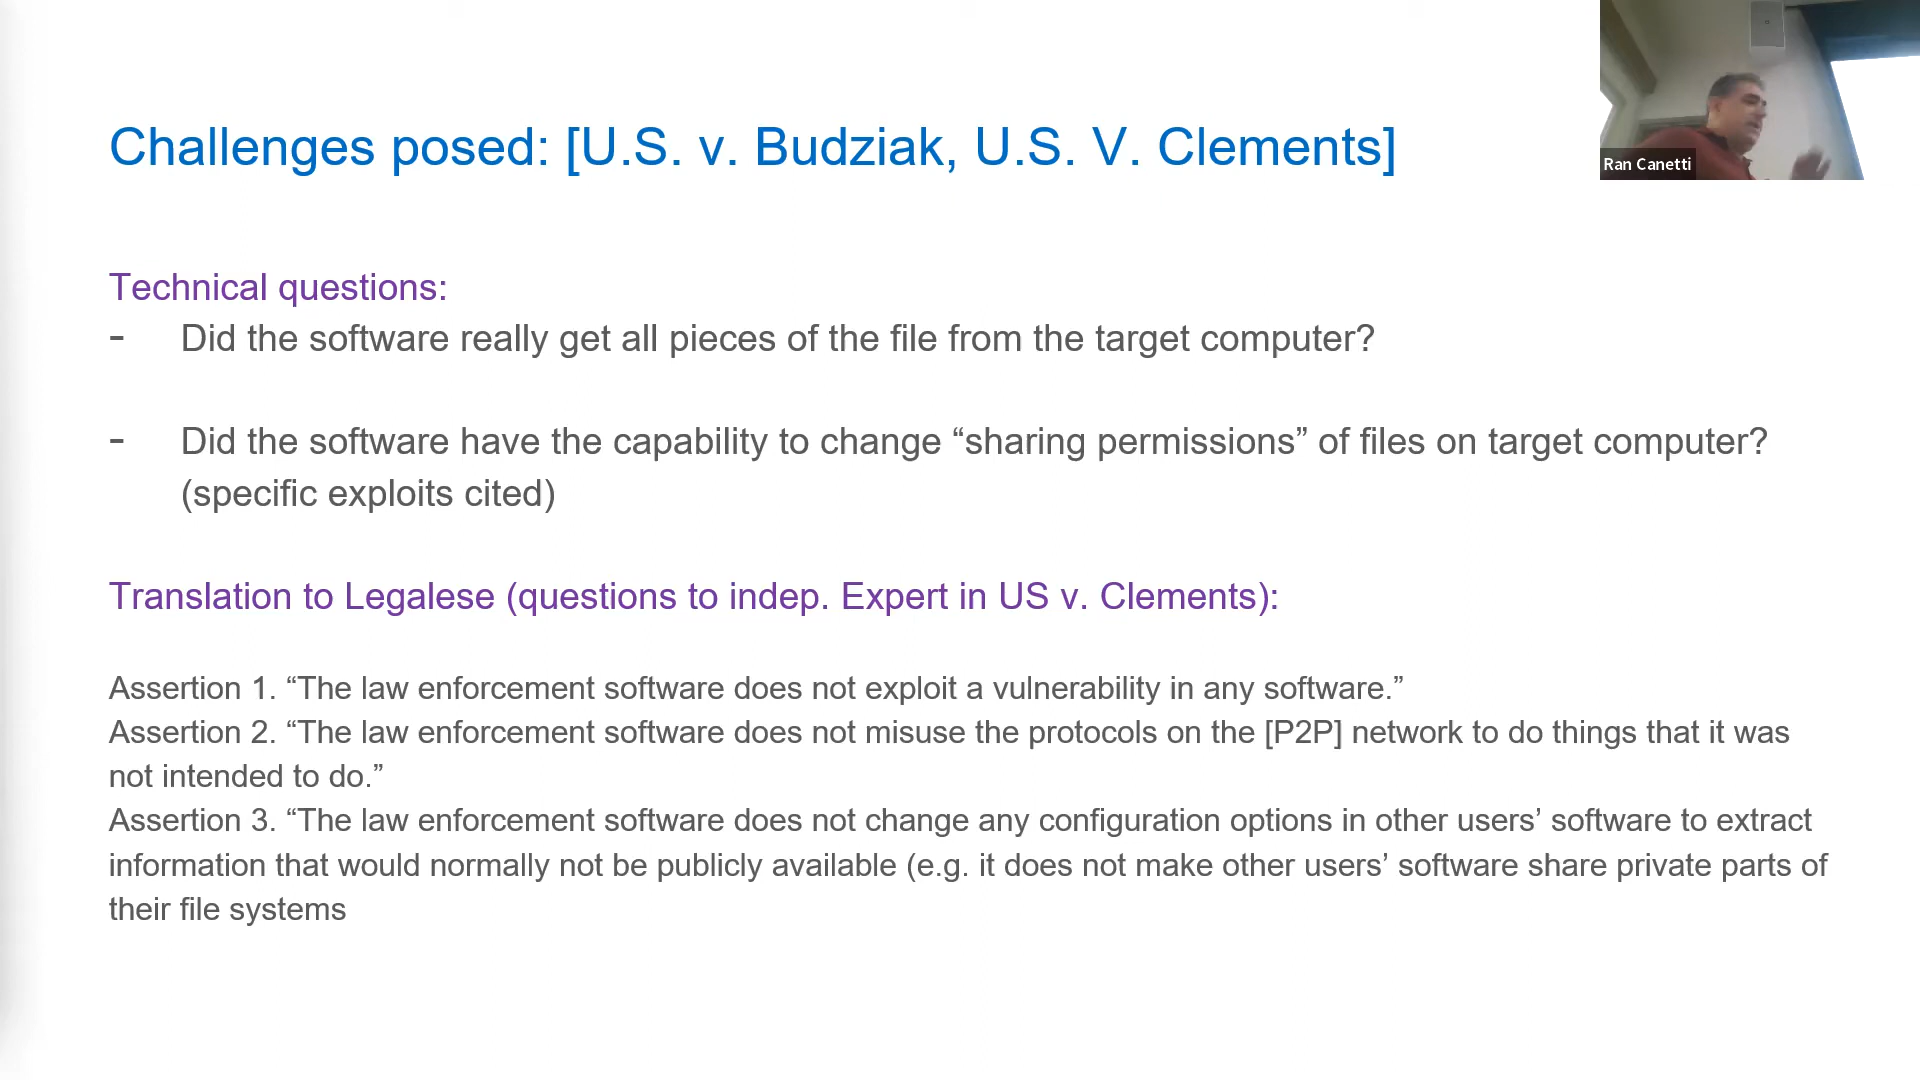 Challenges posed: [U.S. v. Budziak, U.S. V. Clements]
Ran Canetti
Technical questions:
- Did the software really get all pieces of the file from the target computer?
- Did the software have the capability to change “sharing permissions” of files on target computer?
(specific exploits cited)
Translation to Legalese (questions to indep. Expert in US v. Clements):
Assertion 1. “The law enforcement software does not exploit a vulnerability in any software.”
Assertion 2. “The law enforcement software does not misuse the protocols on the [P2P] network to do things that it was
not intended to do.”
Assertion 3. “The law enforcement software does not change any configuration options in other users’ software to extract
information that would normally not be publicly available (e.g. it does not make other users’ software share private parts of
their file systems